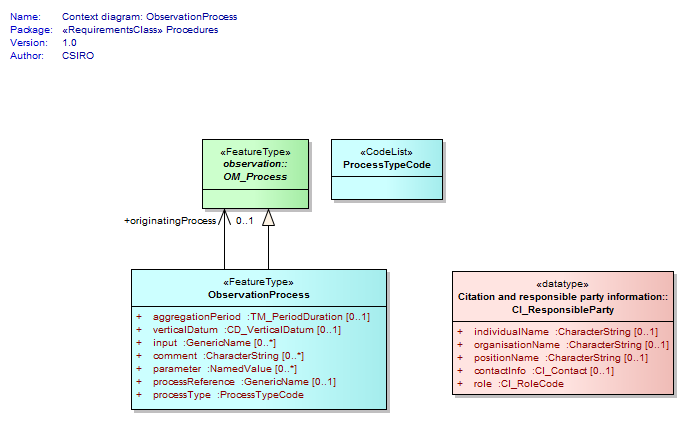 Name: Context diagram: ObservationProcess
Package: «RequirementsClass» Procedures
Version: 1.0
Author: CSIRO
«FeatureType»
observation::
OM_Process
«CodeList»
ProcessTypeCode
+originatingProcess 0..1
«FeatureType»
ObservationProcess
+ aggregationPeriod :TM_PeriodDuration [0..1]
+ verticalDatum :CD_VerticalDatum [0..1]
+ input :GenericName [0..*]
+ comment :CharacterString [0..*]
+ parameter :NamedValue [0..*]
+ processReference :GenericName [0..1]
+ processType :ProcessTypeCode
«datatype»
Citation and responsible party information::
CI_ResponsibleParty
+ individualName :CharacterString [0..1]
+ organisationName :CharacterString [0..1]
+ positionName :CharacterString [0..1]
+ contactInfo :CI_Contact [0..1]
+ role :CI_RoleCode